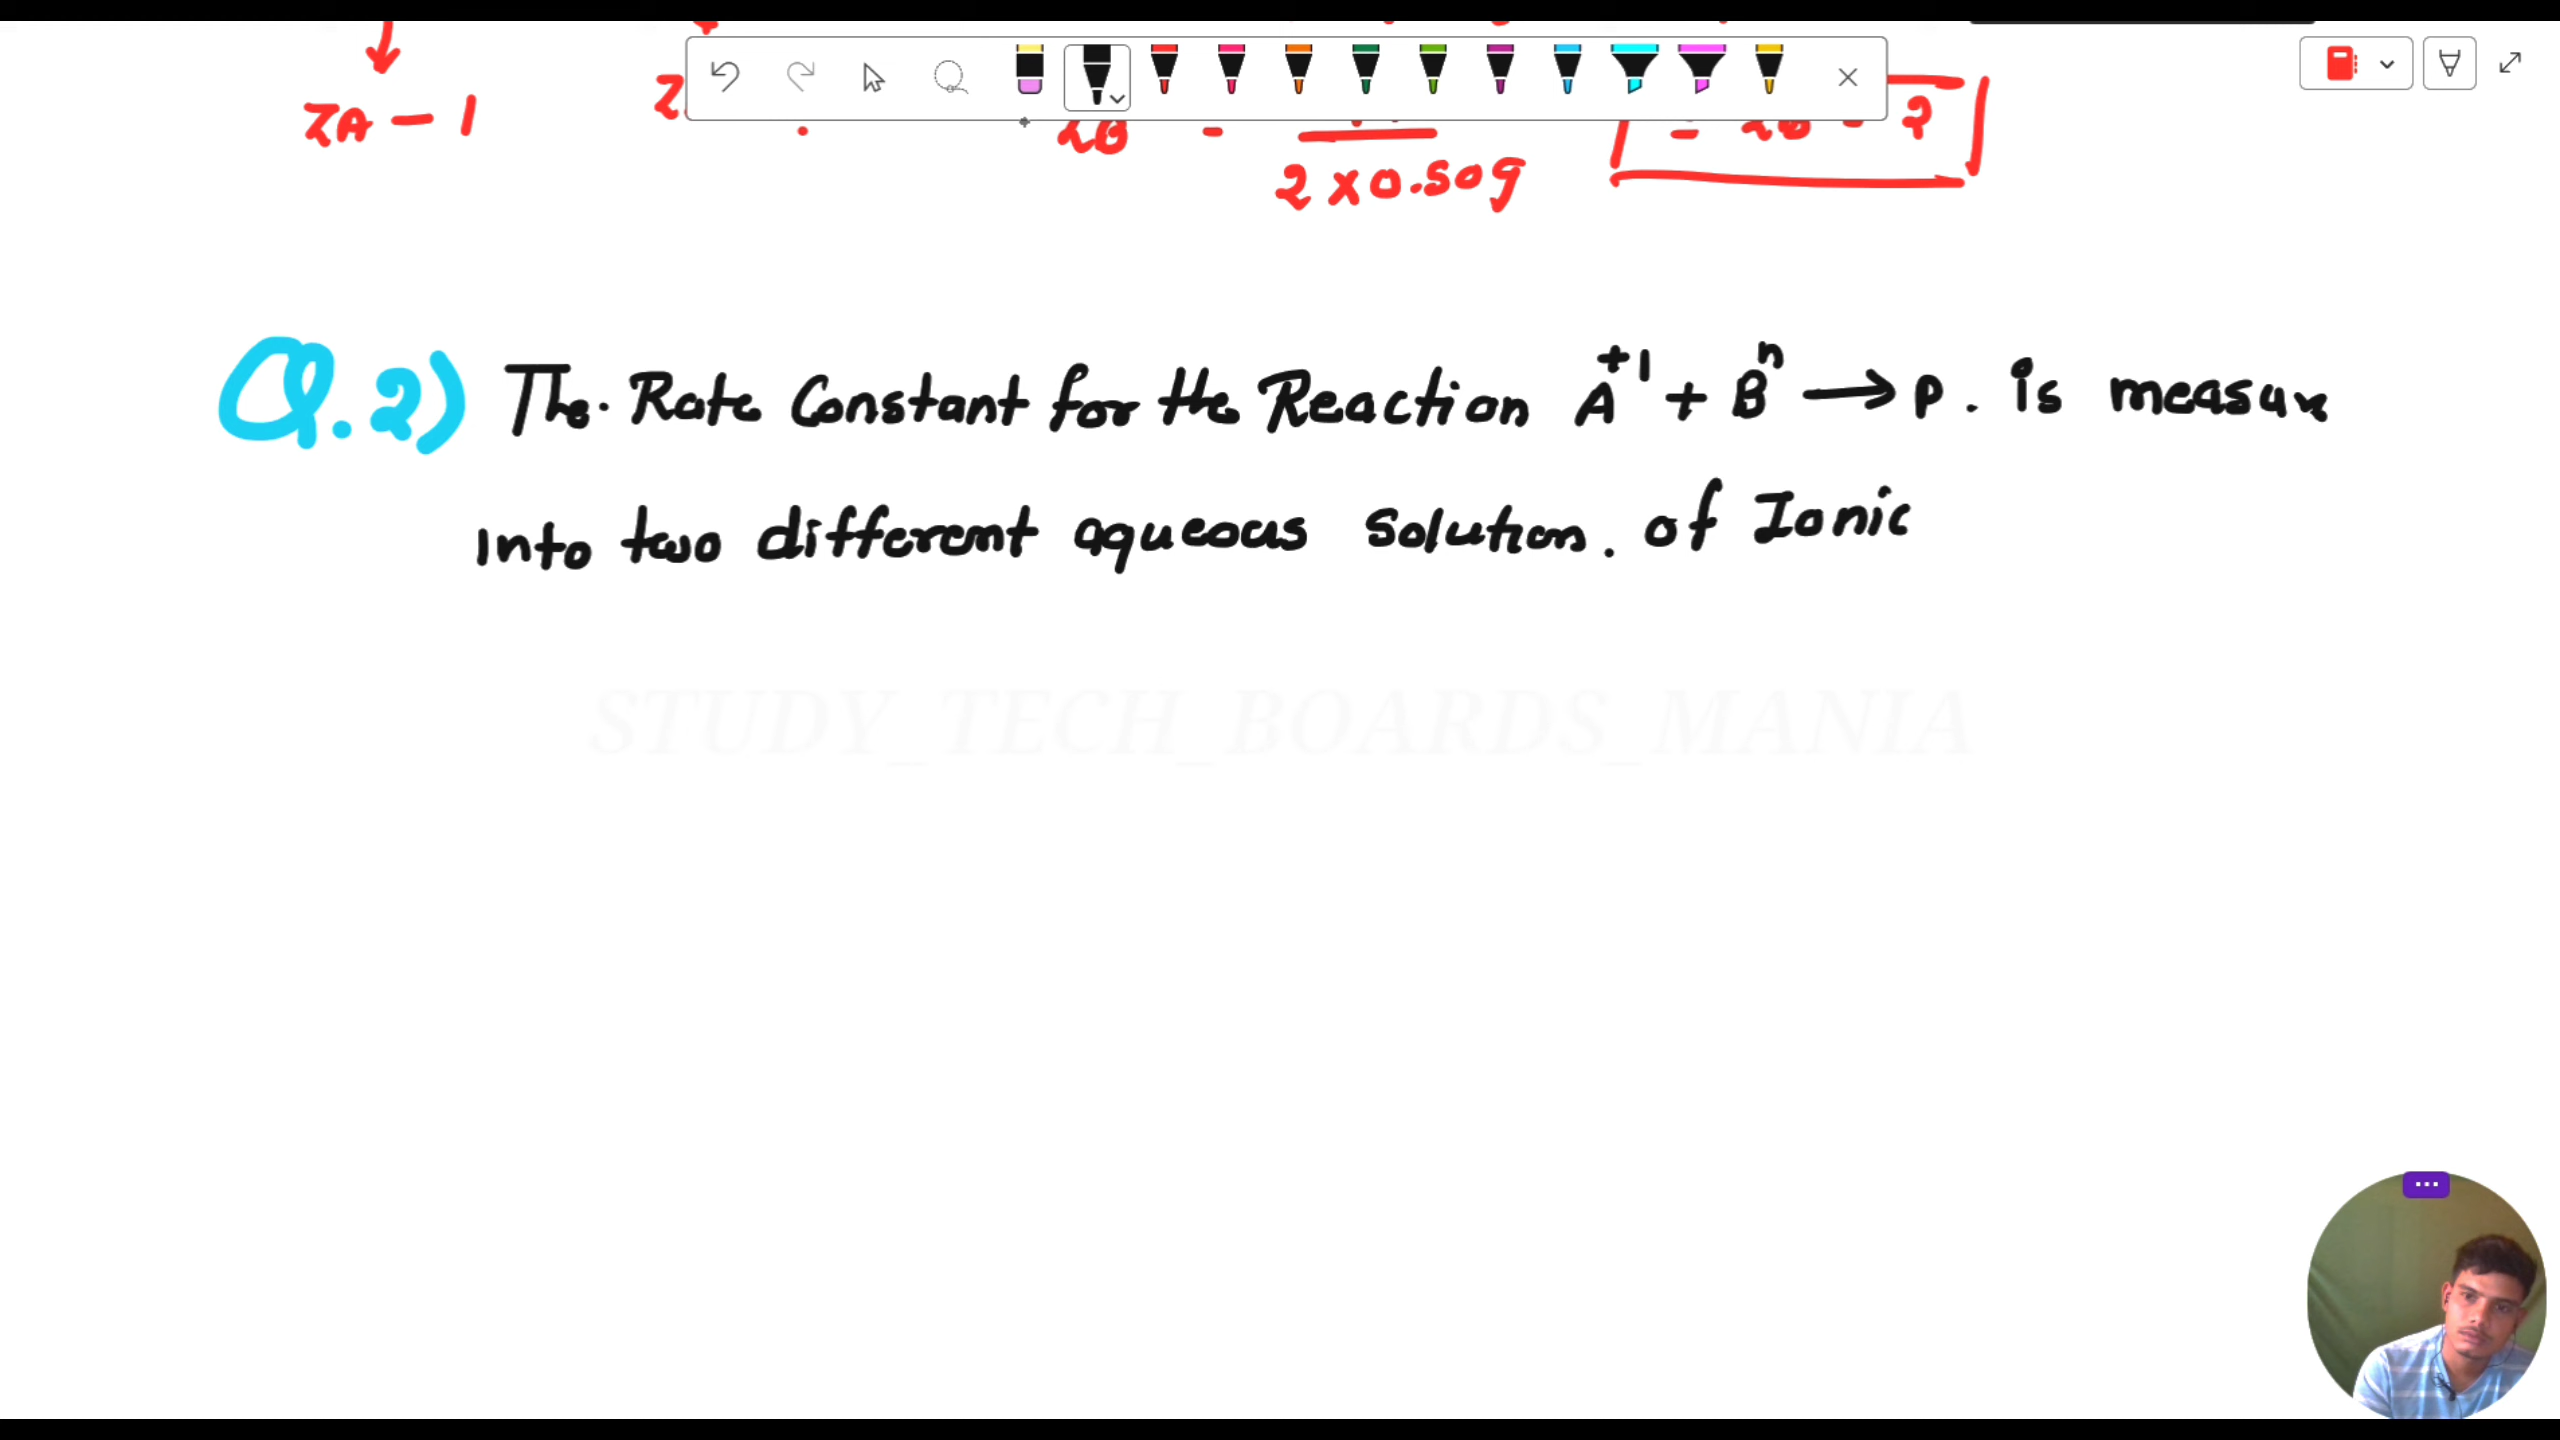 ZA - 1
2 x 0.509
Q.2) The. Rate Constant for the Reaction A+1 + Bn → P. is measure
into two different aqueous solution. of Ionic
STUDY_TECH_BOARDS_MANIA